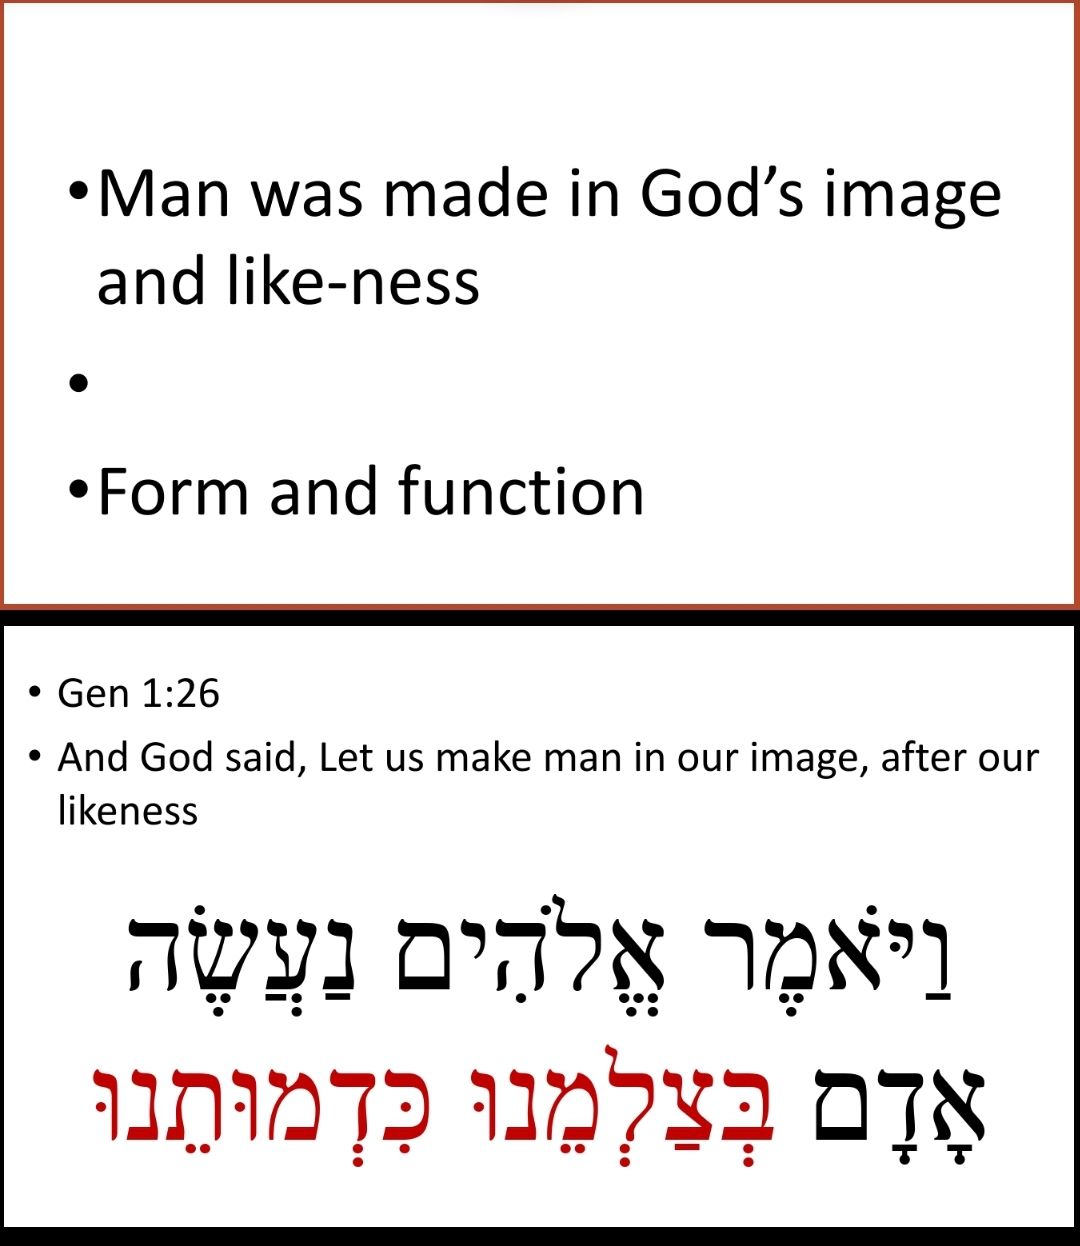 •Man was made in God’s image
and like-ness
•
•Form and function
• Gen 1:26
• And God said, Let us make man in our image, after our
likeness
וַיֹּאמֶר אֱלֹהִים נַעֲשֶׂה
אָדָם בְּצַלְמֵנוּ כִּדְמוּתֵנוּ